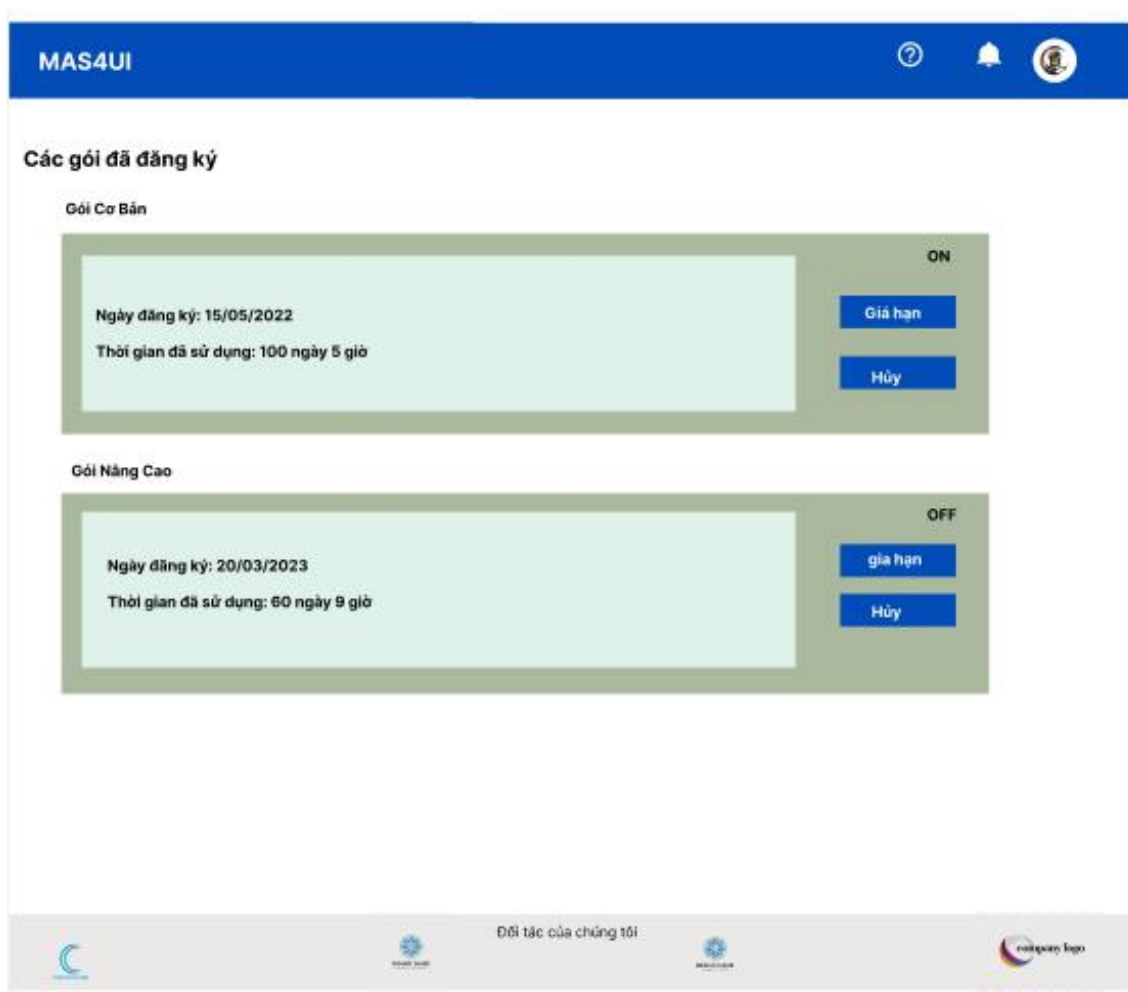 MAS4UI
Các gói đã đăng ký
Gói Cơ Bản
ON
Ngày đăng ký: 15/05/2022
Giá hạn
Thời gian đã sử dụng: 100 ngày 5 giờ
Hủy
Gói Nâng Cao
OFF
Ngày đăng ký: 20/03/2023
gia hạn
Thời gian đã sử dụng: 60 ngày 9 giờ
Hủy
Đối tác của chúng tôi
company logo